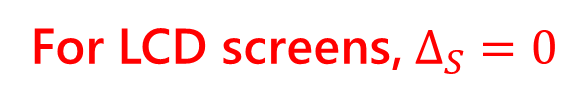 For LCD screens, Δ_S = 0